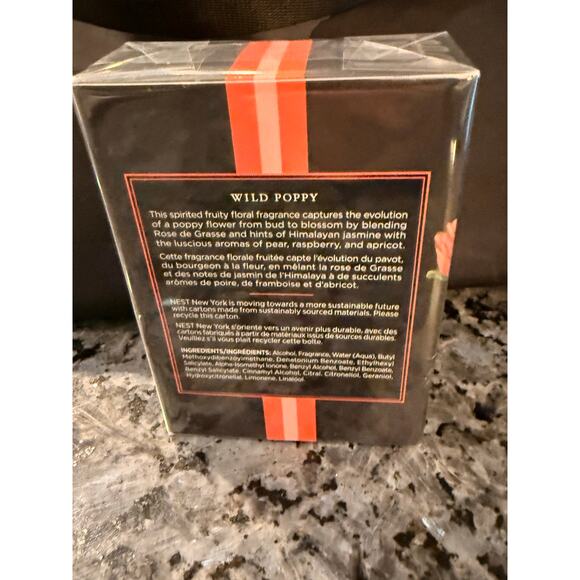 WILD POPPY
This spirited fruity floral fragrance captures the evolution
of a poppy flower from bud to blossom by blending
Rose de Grasse and hints of Himalayan jasmine with
the luscious aromas of pear, raspberry, and apricot.
Cette fragrance florale fruitée capte l'évolution du pavot,
du bourgeon à la fleur, en mêlant la rose de Grasse
et des notes de jasmin de l'Himalaya à de succulents
arômes de poire, de framboise et d'abricot.
NEST New York is moving towards a more sustainable future
with cartons made from sustainably sourced materials. Please
recycle this carton.
NEST New York s'oriente vers un avenir plus durable, avec des
cartons fabriqués à partir de matériaux issus de sources durables.
Veuillez s'il vous plaît recycler cette boîte.
INGREDIENTS/INGRÉDIENTS: Alcohol, Fragrance, Water (Aqua), Butyl
Methoxydibenzoylmethane, Denatonium Benzoate, Ethylhexyl
Salicylate, Alpha-Isomethyl Ionone, Benzyl Alcohol, Benzyl Benzoate,
Benzyl Salicylate, Cinnamyl Alcohol, Citral, Citronellol, Geraniol,
Hydroxycitronellal, Limonene, Linalool.